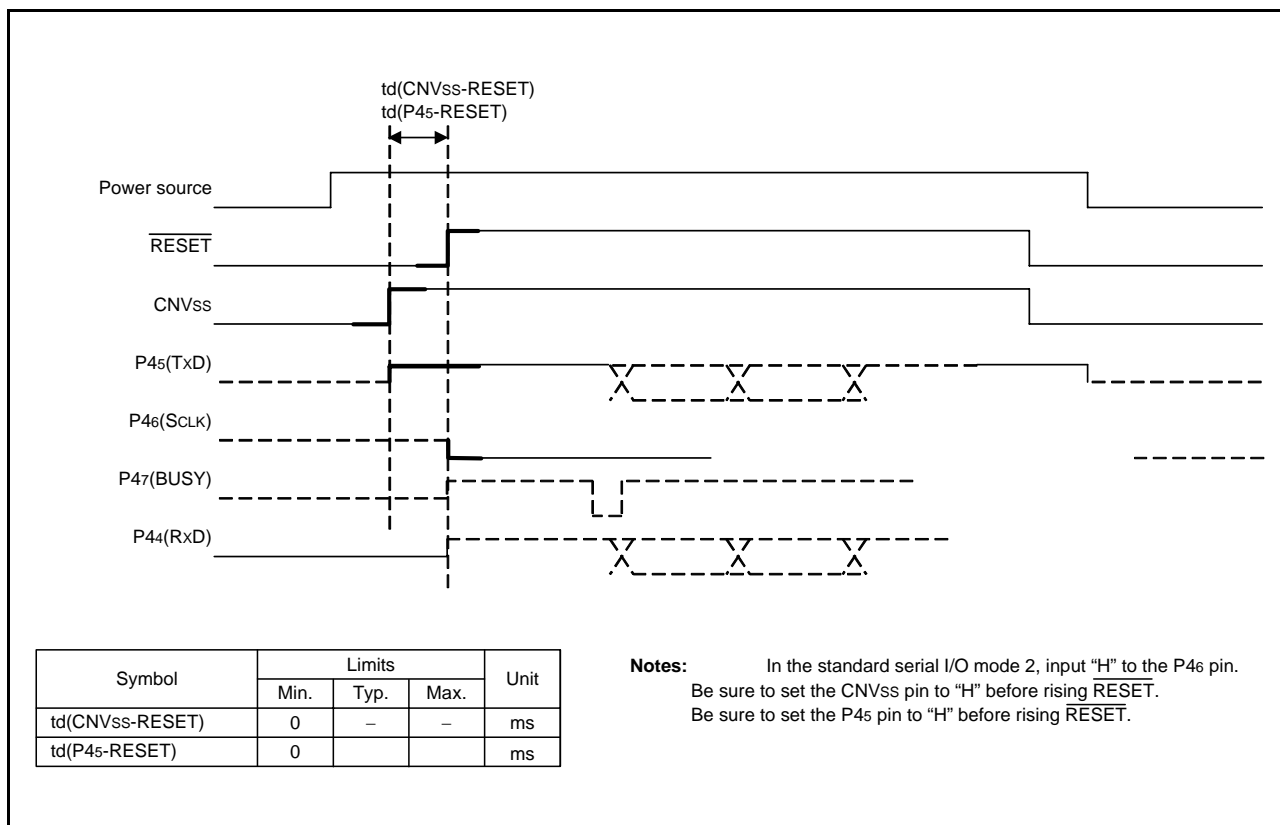 td(CNVss-RESET)
td(P45-RESET)
Power source
RESET
CNVss
P45(TxD)
P46(SCLK)
P47(BUSY)
P44(RxD)
Symbol Limits Unit
Min. Typ. Max.
td(CNVss-RESET) 0 – – ms
td(P45-RESET) 0 ms
Notes: In the standard serial I/O mode 2, input “H” to the P46 pin.
Be sure to set the CNVss pin to “H” before rising RESET.
Be sure to set the P45 pin to “H” before rising RESET.